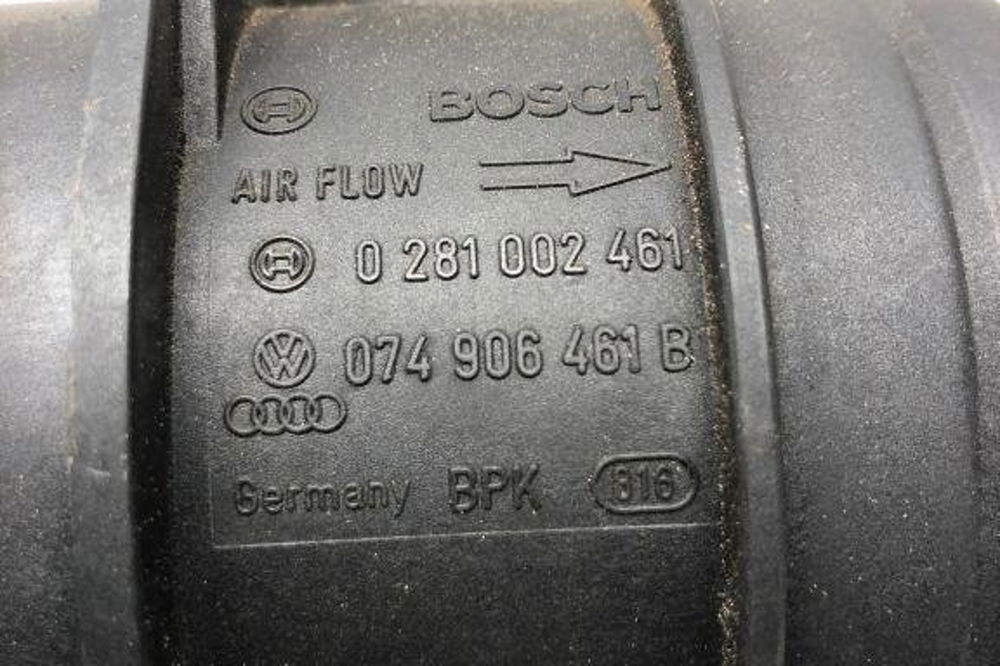 BOSCH
AIR FLOW
0 281 002 461
074 906 461 B
Germany BPK 816